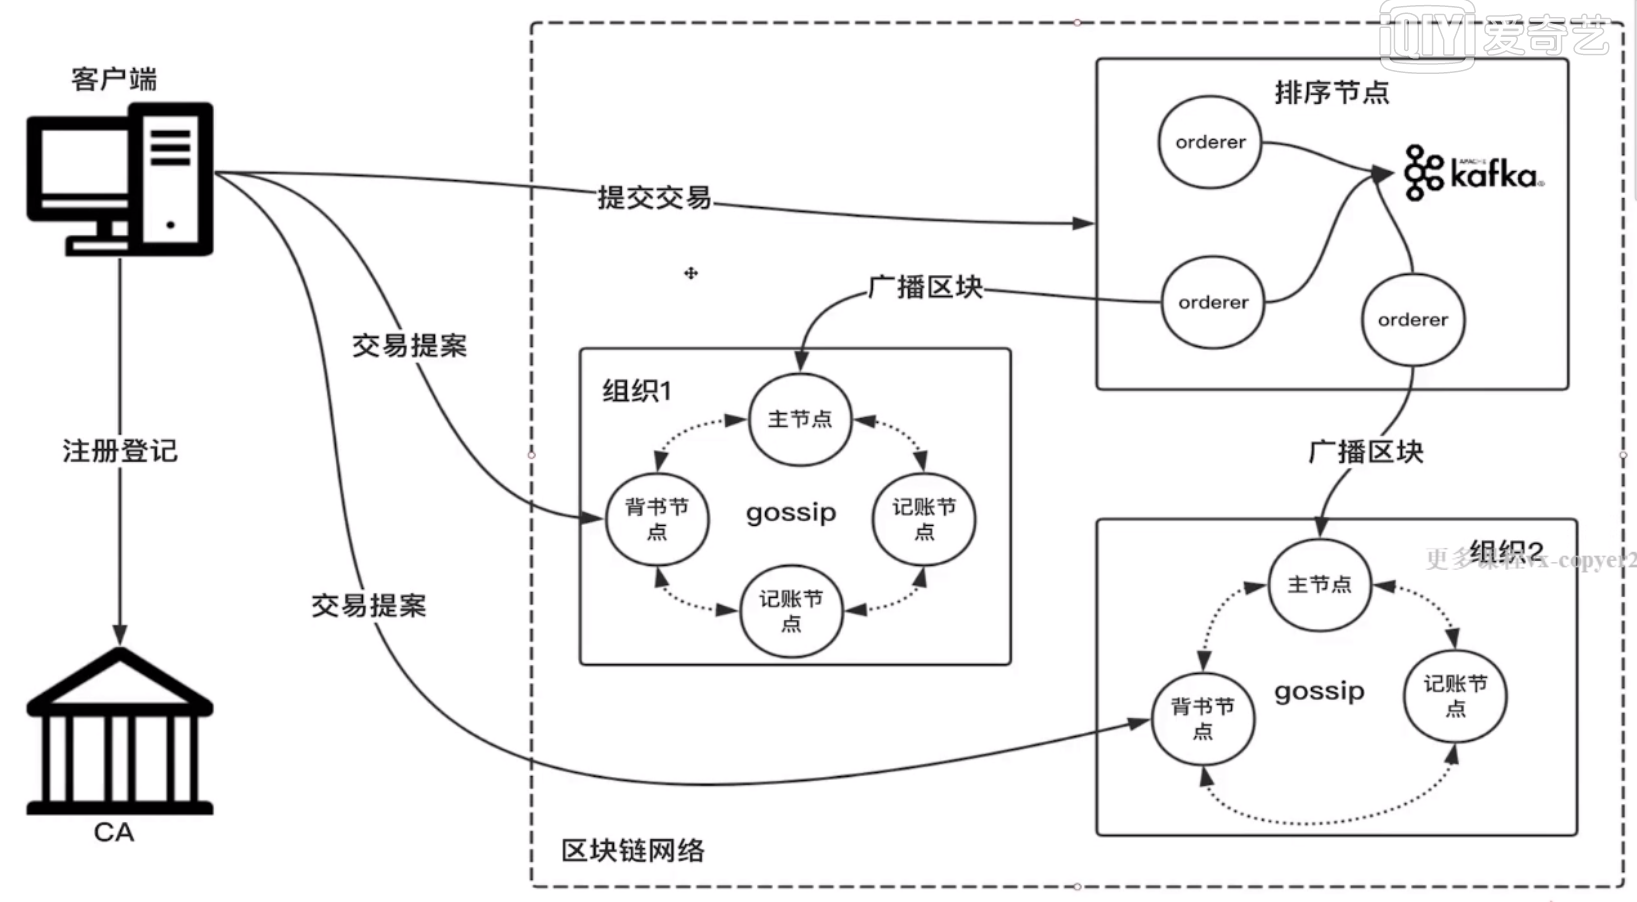 iQIYI 爱奇艺
客户端
排序节点
orderer
APACHE
kafka
提交交易
广播区块
orderer
orderer
交易提案
组织1
主节点
注册登记
广播区块
背书节
点
gossip
记账节
点
组织2
更多课程vx-copyer2
主节点
交易提案
记账节
点
gossip
记账节
点
背书节
点
CA
区块链网络